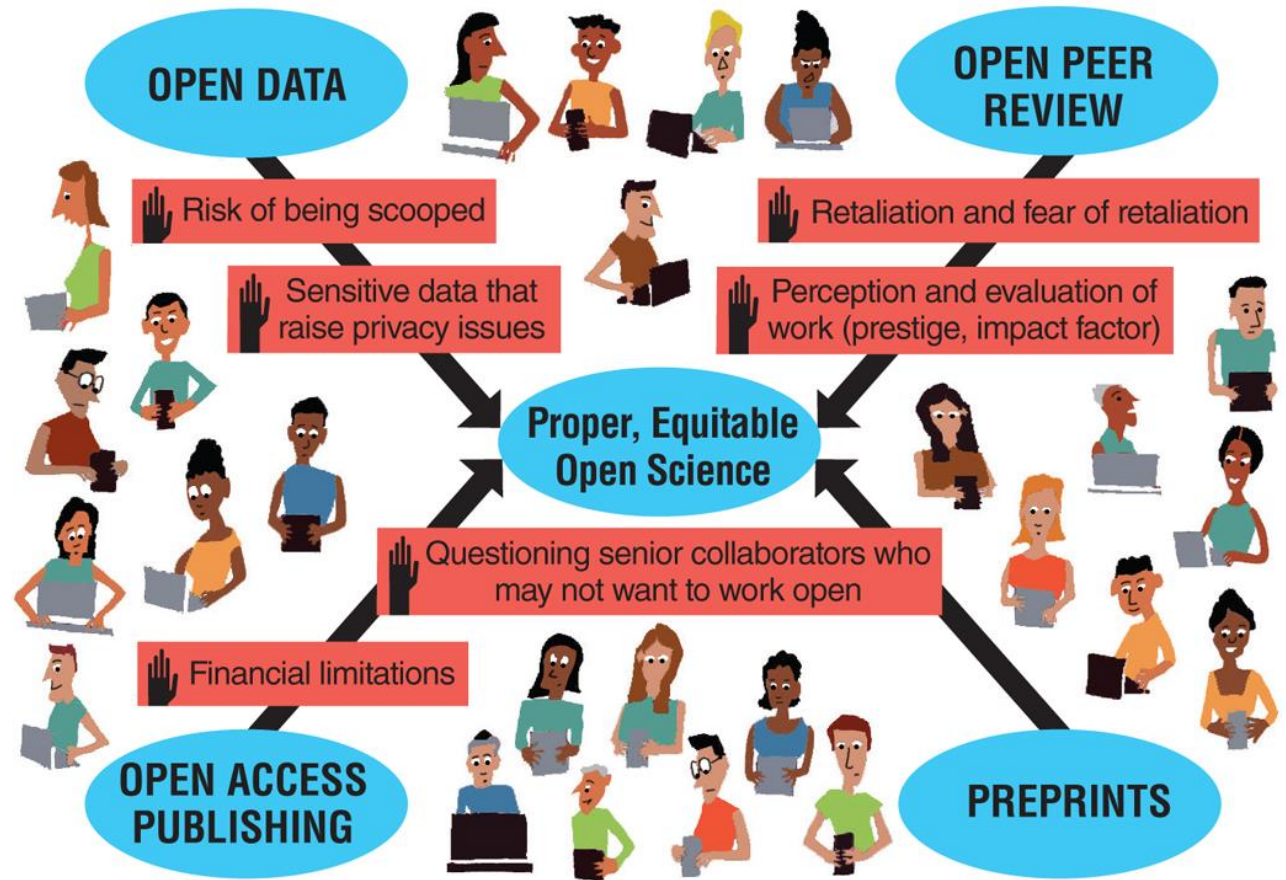 OPEN DATA
OPEN PEER
REVIEW
Risk of being scooped
Retaliation and fear of retaliation
Sensitive data that
raise privacy issues
Perception and evaluation of
work (prestige, impact factor)
Proper, Equitable
Open Science
Questioning senior collaborators who
may not want to work open
Financial limitations
OPEN ACCESS
PUBLISHING
PREPRINTS